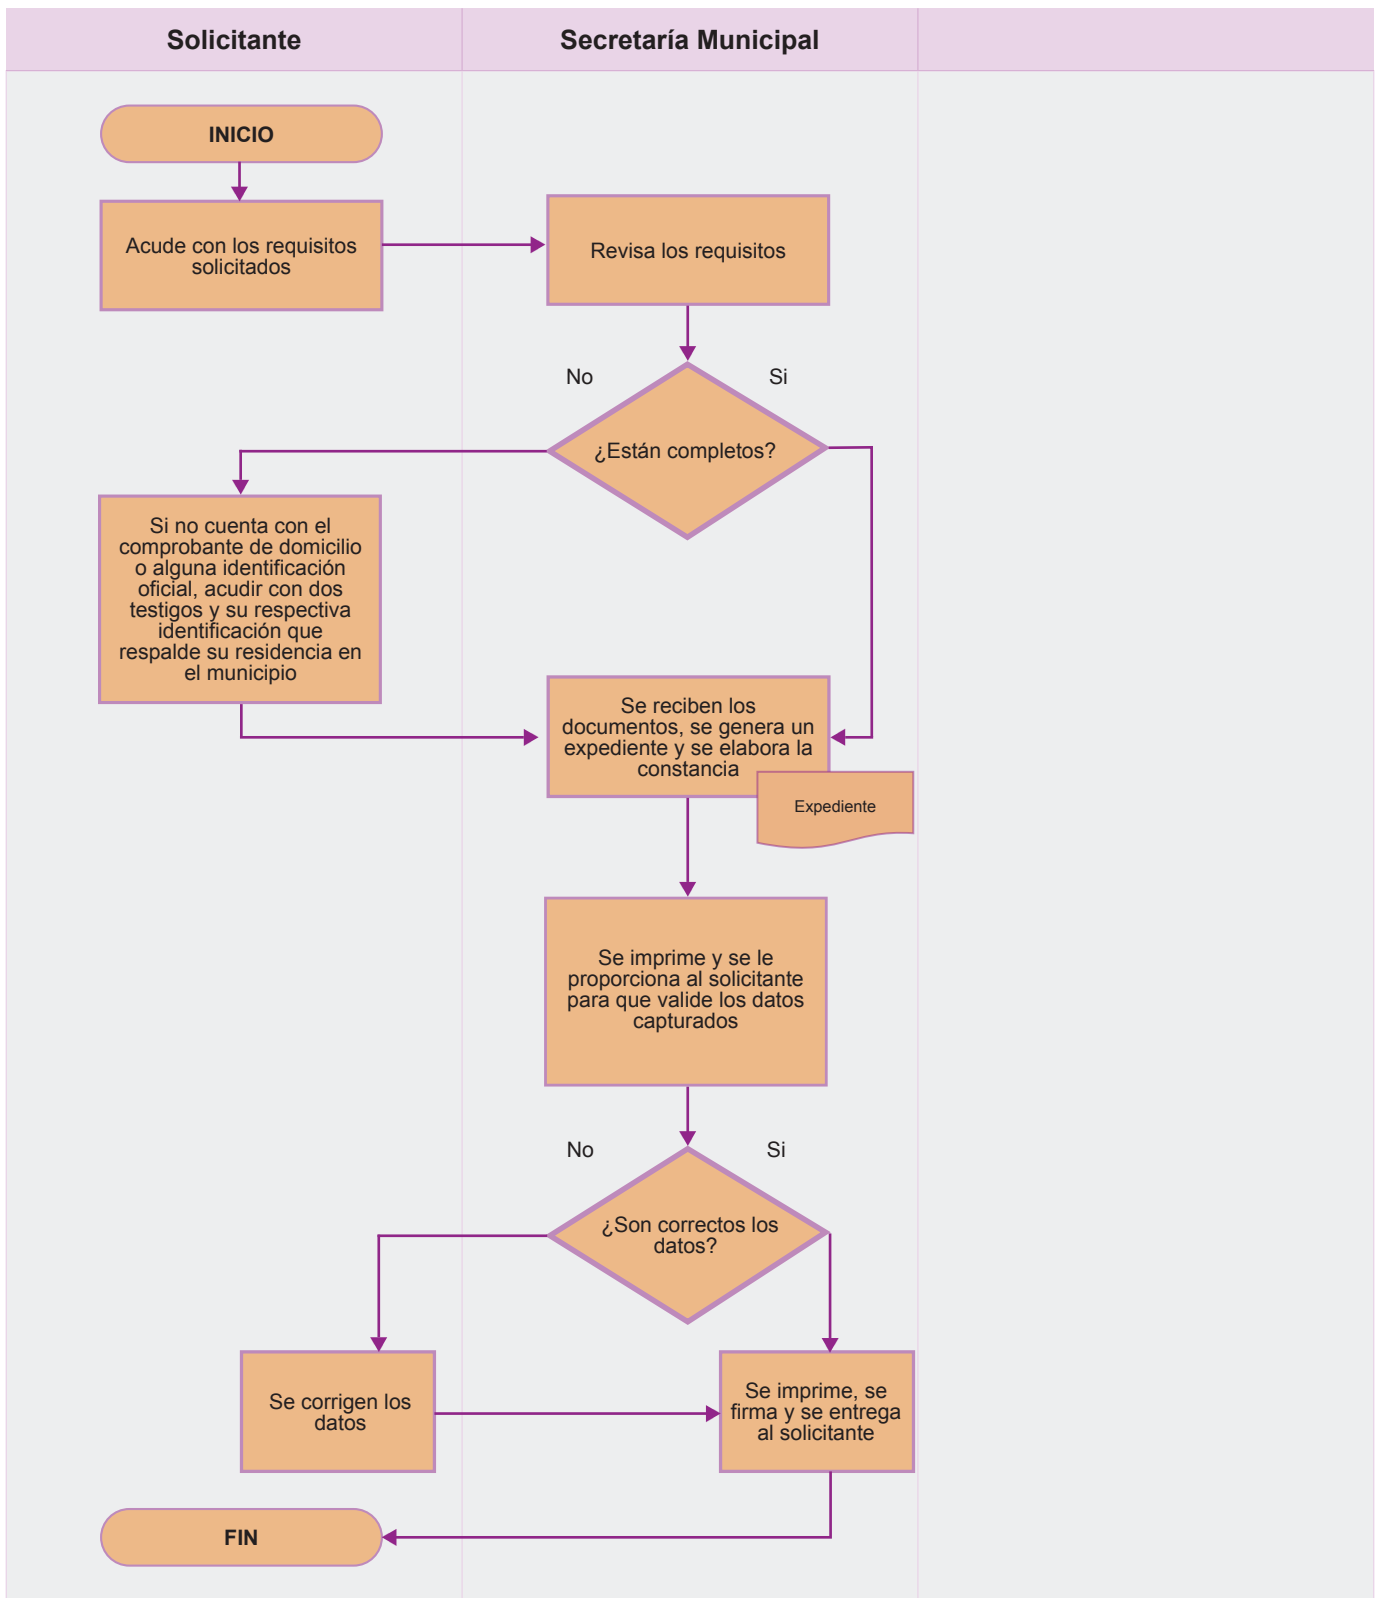 Solicitante
Secretaría Municipal
INICIO
Acude con los requisitos
solicitados
Revisa los requisitos
No
Si
¿Están completos?
Si no cuenta con el
comprobante de domicilio
o alguna identificación
oficial, acudir con dos
testigos y su respectiva
identificación que
respalde su residencia en
el municipio
Se reciben los
documentos, se genera un
expediente y se elabora la
constancia
Expediente
Se imprime y se le
proporciona al solicitante
para que valide los datos
capturados
No
Si
¿Son correctos los
datos?
Se corrigen los
datos
Se imprime, se
firma y se entrega
al solicitante
FIN